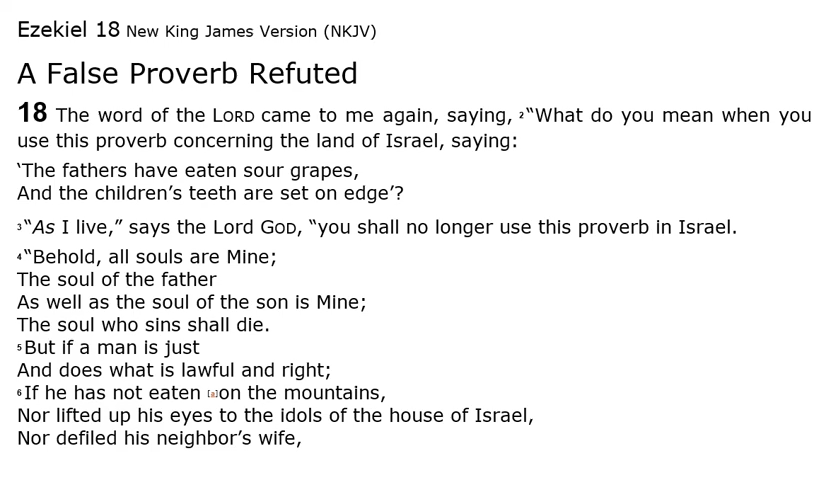 Ezekiel 18 New King James Version (NKJV)
A False Proverb Refuted
18 The word of the LORD came to me again, saying, 2 “What do you mean when you
use this proverb concerning the land of Israel, saying:
‘The fathers have eaten sour grapes,
And the children’s teeth are set on edge’?
3 “As I live,” says the Lord GOD, “you shall no longer use this proverb in Israel.
4 “Behold, all souls are Mine;
The soul of the father
As well as the soul of the son is Mine;
The soul who sins shall die.
5 But if a man is just
And does what is lawful and right;
6 If he has not eaten [a]on the mountains,
Nor lifted up his eyes to the idols of the house of Israel,
Nor defiled his neighbor’s wife,